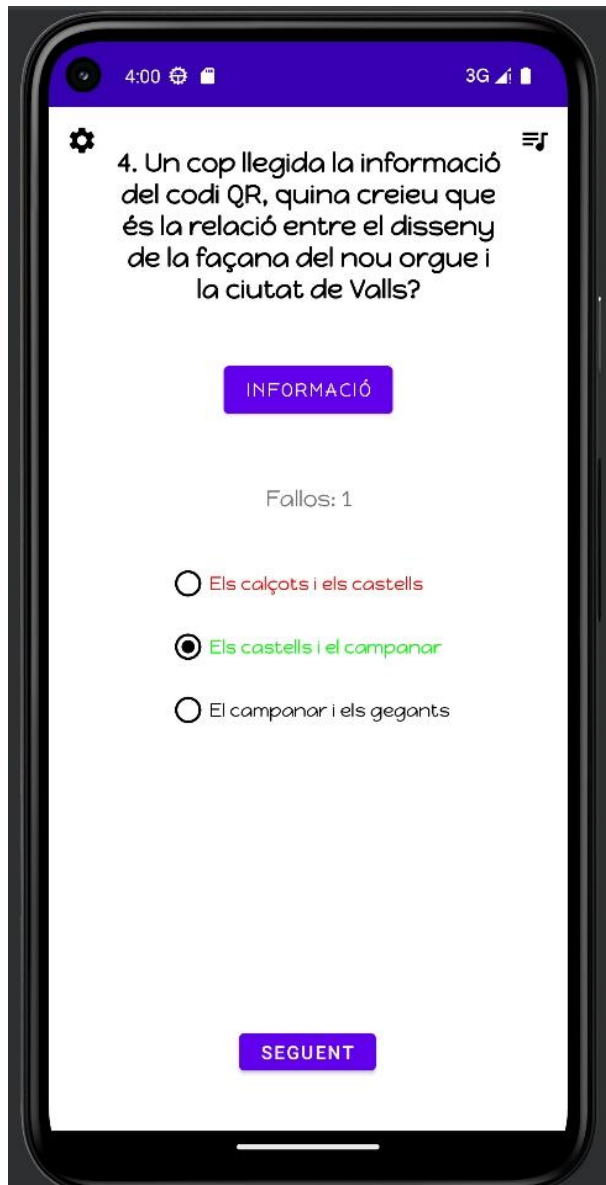 4:00 3G
4. Un cop llegida la informació
del codi QR, quina creieu que
és la relació entre el disseny
de la façana del nou orgue i
la ciutat de Valls?
INFORMACIÓ
Fallos: 1
Els calçots i els castells
Els castells i el campanar
El campanar i els gegants
SEGUENT